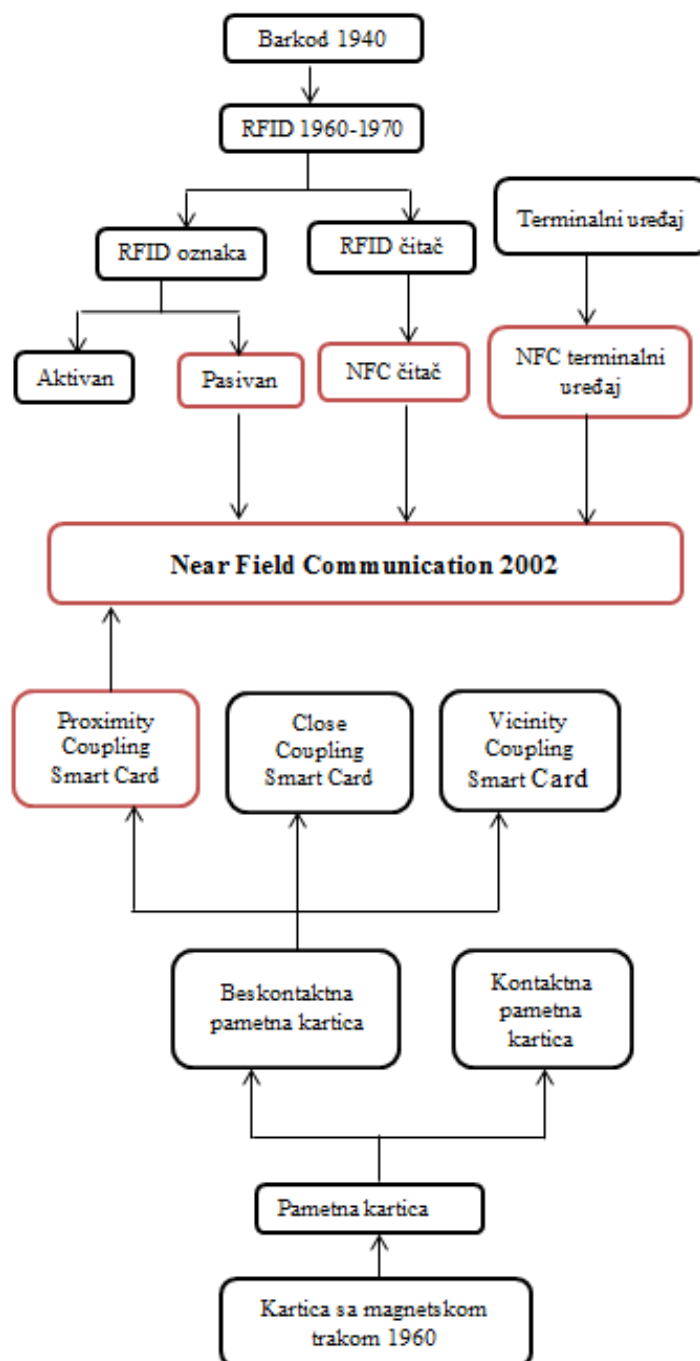 Barkod 1940
RFID 1960-1970
Terminalni uređaj
RFID oznaka
RFID čitač
Aktivan
Pasivan
NFC čitač
NFC terminalni
uređaj
Near Field Communication 2002
Proximity
Coupling
Smart Card
Close
Coupling
Smart Card
Vicinity
Coupling
Smart Card
Beskontaktna
pametna kartica
Kontaktna
pametna
kartica
Pametna kartica
Kartica sa magnetskom
trakom 1960